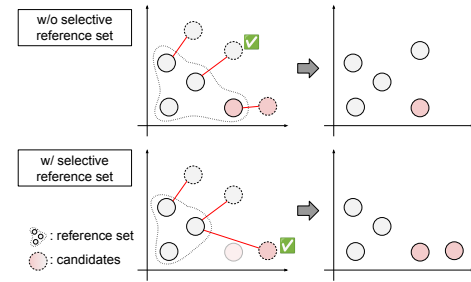 w/o selective
reference set
w/ selective
reference set
: reference set
: candidates